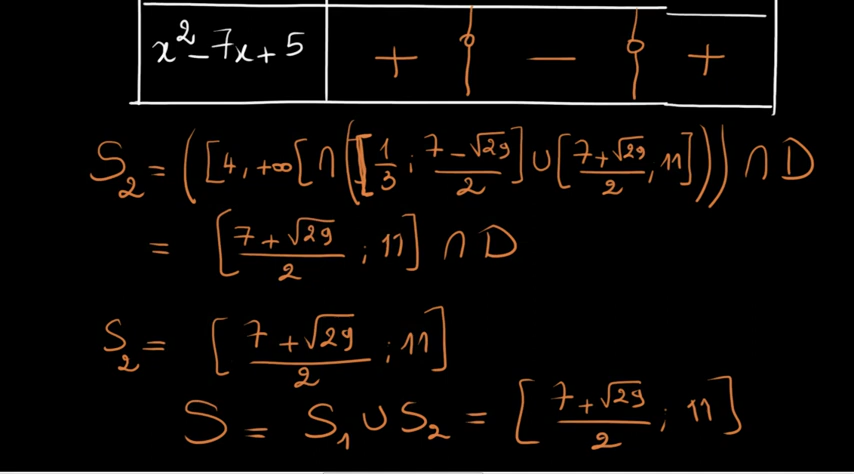 x²-7x+5 + - +
S₂ = ([4, +∞[ ∩ ([1/3 ; (7-√29)/2] ∪ [(7+√29)/2, 11])) ∩ D
= [(7+√29)/2 ; 11] ∩ D
S₂ = [(7+√29)/2 ; 11]
S = S₁ ∪ S₂ = [(7+√29)/2 ; 11]